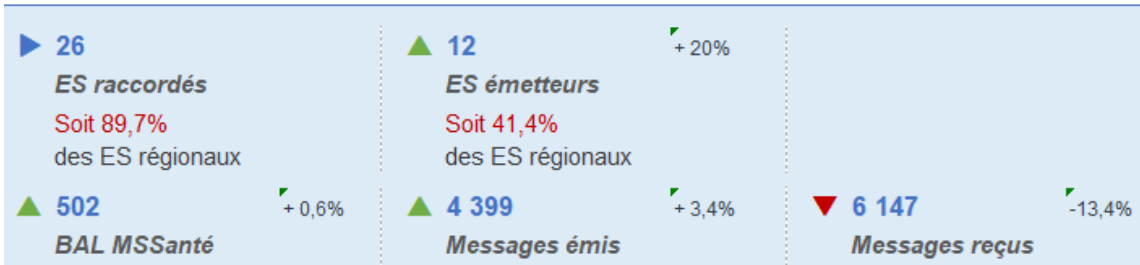 26
ES raccordés
Soit 89,7%
des ES régionaux
12 + 20%
ES émetteurs
Soit 41,4%
des ES régionaux
502 + 0,6%
BAL MSSanté
4 399 + 3,4%
Messages émis
6 147 -13,4%
Messages reçus